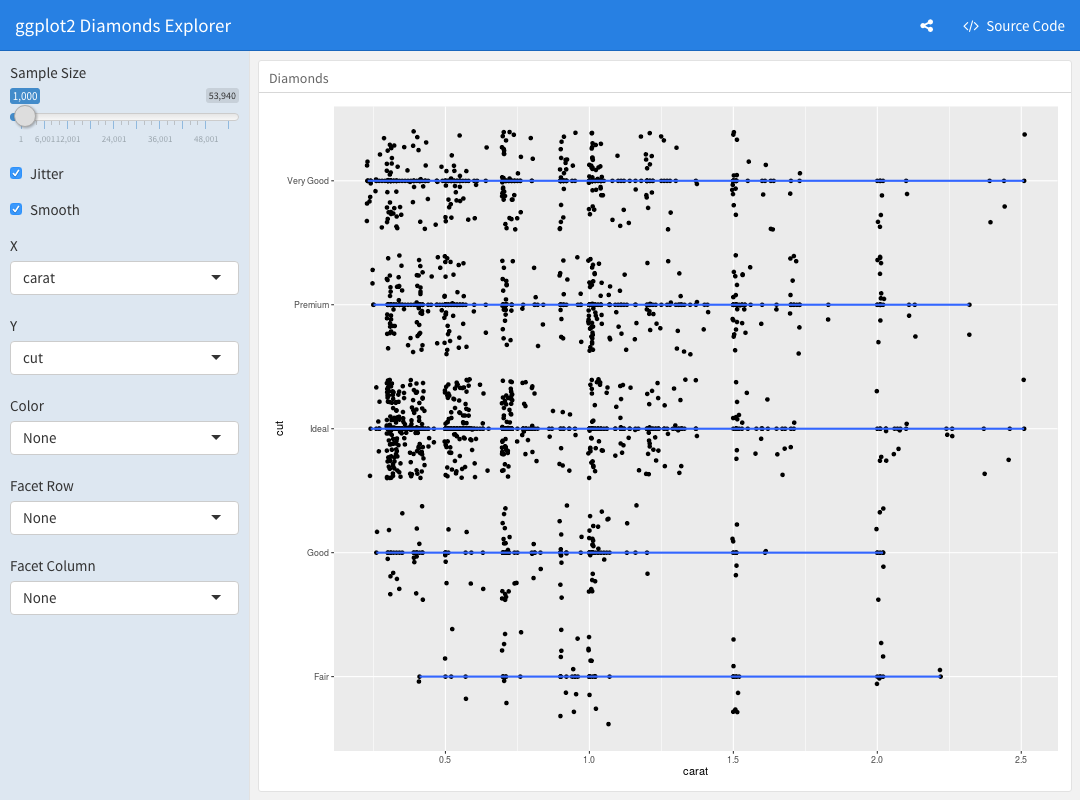 ggplot2 Diamonds Explorer
Source Code
Sample Size
1,000
53,940
1
6,001
12,001
24,001
36,001
48,001
Jitter
Smooth
X
carat
Y
cut
Color
None
Facet Row
None
Facet Column
None
Diamonds
Very Good
Premium
Ideal
Good
Fair
cut
0.5
1.0
1.5
2.0
2.5
carat